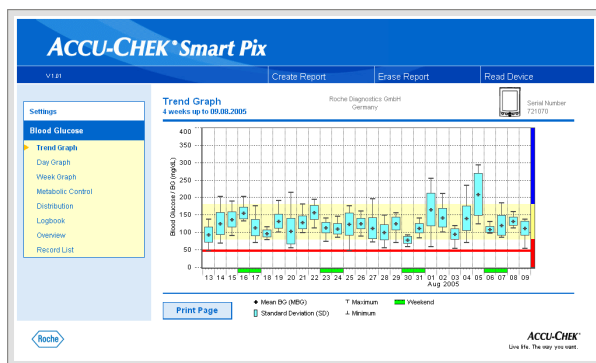 ACCU-CHEK® Smart Pix
V 1.01
Create Report
Erase Report
Read Device
Settings
Blood Glucose
Trend Graph
Day Graph
Week Graph
Metabolic Control
Distribution
Logbook
Overview
Record List
Trend Graph
4 weeks up to 09.08.2005
Roche Diagnostics GmbH
Germany
Serial Number
721070
Blood Glucose / BG (mg/dL)
400
350
300
250
200
150
100
50
0
13 14 15 16 17 18 19 20 21 22 23 24 25 26 27 28 29 30 31 01 02 03 04 05 06 07 08 09
Aug 2005
Print Page
Mean BG (MBG)
Maximum
Weekend
Standard Deviation (SD)
Minimum
Roche
ACCU-CHEK®
Live life. The way you want.